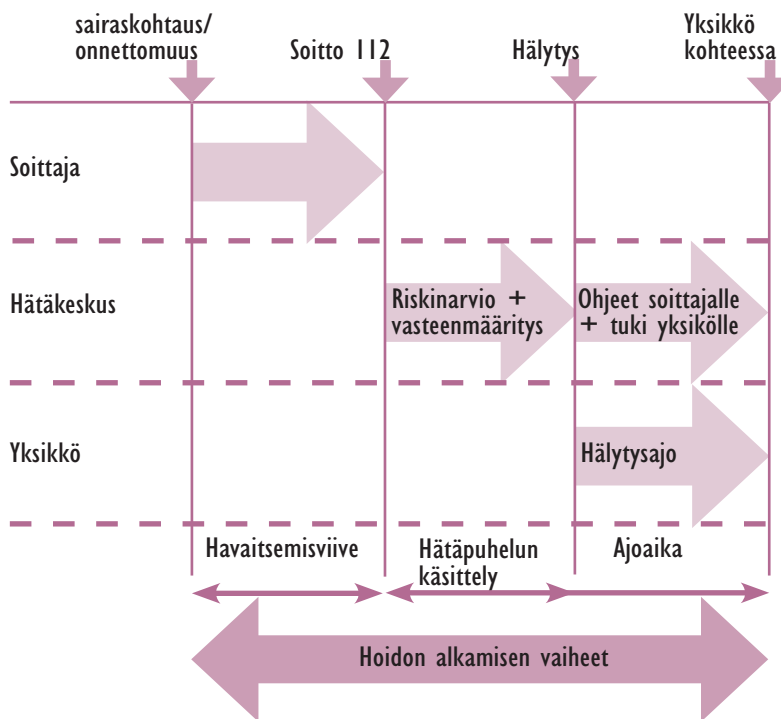 sairaskohtaus/
onnettomuus
Soitto 112
Hälytys
Yksikkö
kohteessa
Soittaja
Hätäkeskus
Riskinarvio +
vasteenmääritys
Ohjeet soittajalle
+ tuki yksikölle
Yksikkö
Hälytysajo
Havaitsemisviive
Hätäpuhelun
käsittely
Ajoaika
Hoidon alkamisen vaiheet